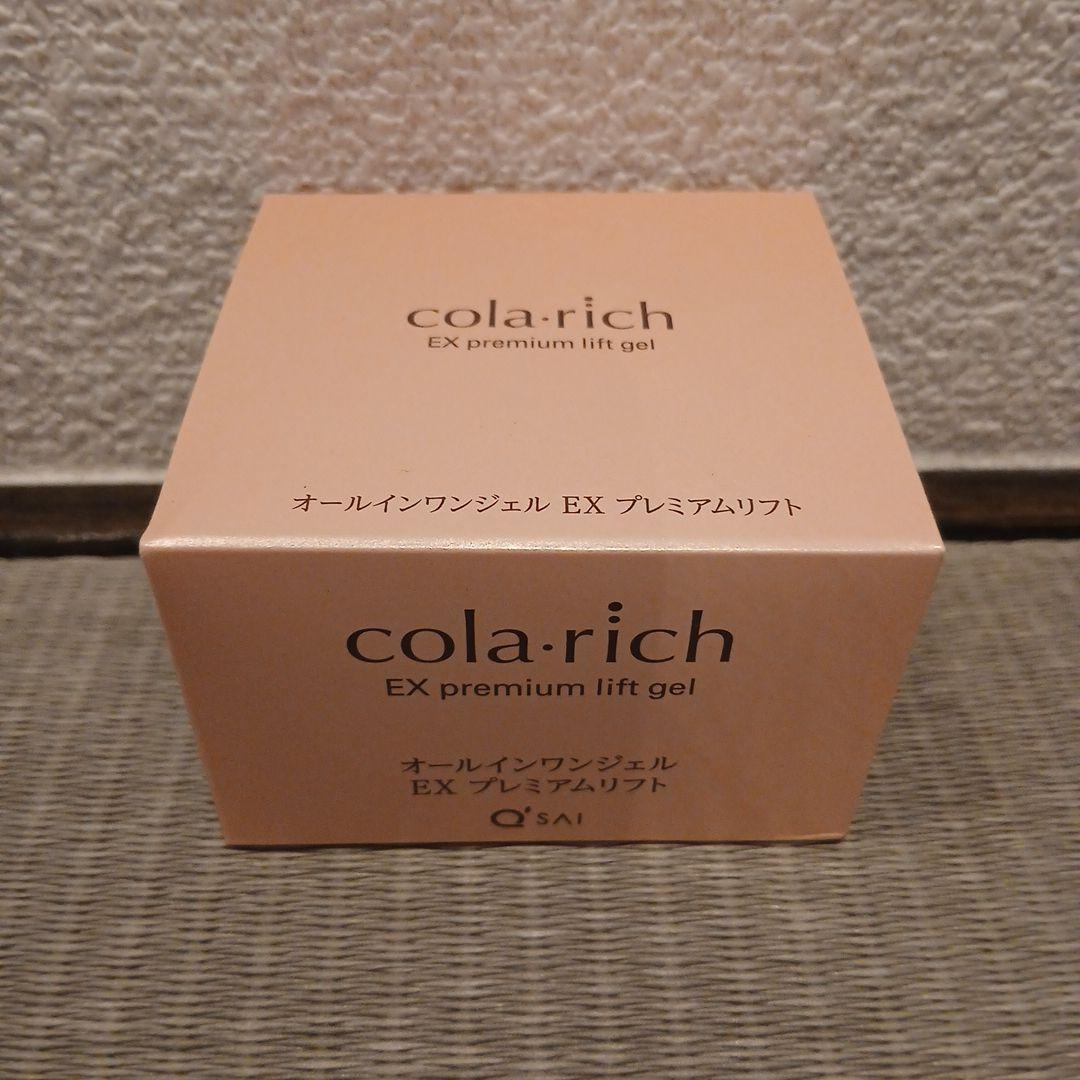 cola·rich
EX premium lift gel
オールインワンジェル EX プレミアムリフト
cola·rich
EX premium lift gel
オールインワンジェル
EX プレミアムリフト
Q'SAI